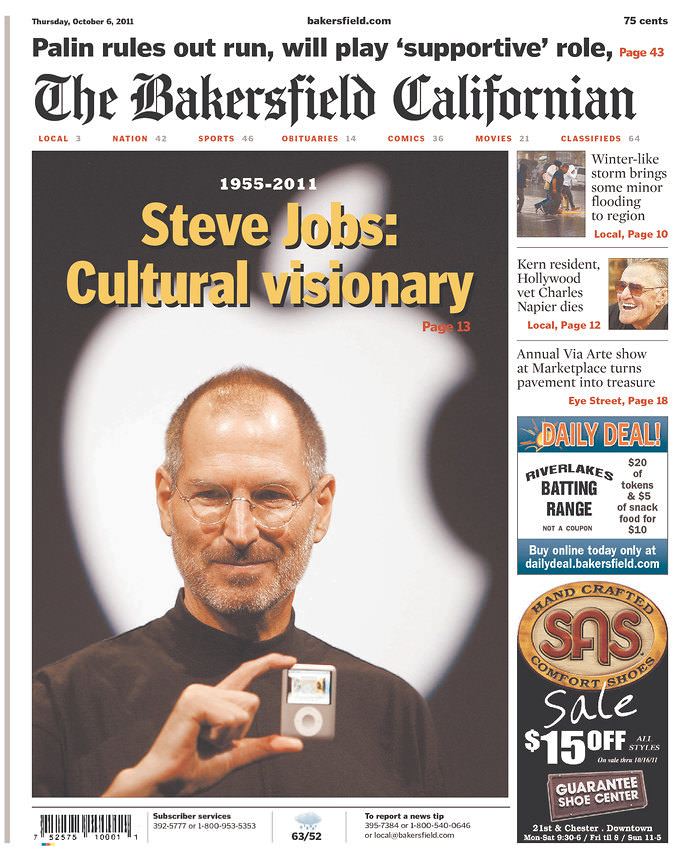 Thursday, October 6, 2011
bakersfield.com
75 cents
Palin rules out run, will play ‘supportive’ role, Page 43
The Bakersfield Californian
LOCAL 3 NATION 42 SPORTS 46 OBITUARIES 14 COMICS 36 MOVIES 21 CLASSIFIEDS 64
1955-2011
Steve Jobs:
Cultural visionary
Page 13
Winter-like
storm brings
some minor
flooding
to region
Local, Page 10
Kern resident,
Hollywood
vet Charles
Napier dies
Local, Page 12
Annual Via Arte show
at Marketplace turns
pavement into treasure
Eye Street, Page 18
DAILY DEAL!
RIVERLAKES
BATTING
RANGE
NOT A COUPON
$20
of
tokens
& $5
of snack
food for
$10
Buy online today only at
dailydeal.bakersfield.com
HAND CRAFTED
SAS
COMFORT SHOES
Sale
$15 OFF ALL STYLES
On sale thru 10/16/11
GUARANTEE
SHOE CENTER
21st & Chester . Downtown
Mon-Sat 9:30-6 / Fri til 8 / Sun 11-5
7 52575 10001 1
Subscriber services
392-5777 or 1-800-953-5353
63/52
To report a news tip
395-7384 or 1-800-540-0646
or local@bakersfield.com